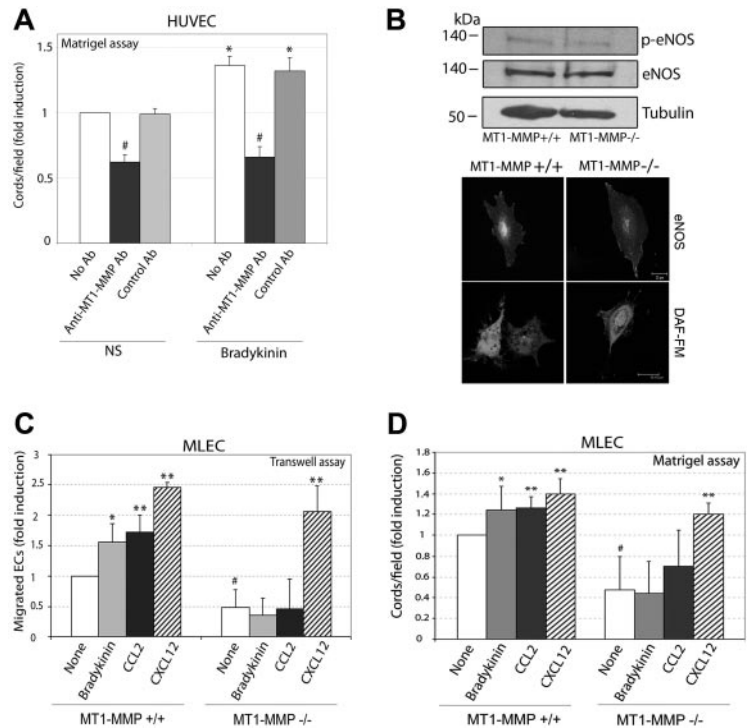 A
HUVEC
Matrigel assay
Cords/field (fold induction)
1.5
1
0.5
0
*
*
#
#
No Ab
Anti-MT1-MMP Ab
Control Ab
No Ab
Anti-MT1-MMP Ab
Control Ab
NS
Bradykinin
B
kDa
140
p-eNOS
140
eNOS
50
Tubulin
MT1-MMP+/+
MT1-MMP-/-
MT1-MMP +/+
MT1-MMP-/-
eNOS
DAF-FM
C
MLEC
Transwell assay
Migrated ECs (fold induction)
3
2.5
2
1.5
1
0.5
0
*
**
**
#
**
None
Bradykinin
CCL2
CXCL12
None
Bradykinin
CCL2
CXCL12
MT1-MMP +/+
MT1-MMP -/-
D
MLEC
Matrigel assay
Cords/field (fold induction)
1.8
1.6
1.4
1.2
1.0
0.8
0.6
0.4
0.2
0
*
**
**
#
**
None
Bradykinin
CCL2
CXCL12
None
Bradykinin
CCL2
CXCL12
MT1-MMP +/+
MT1-MMP -/-